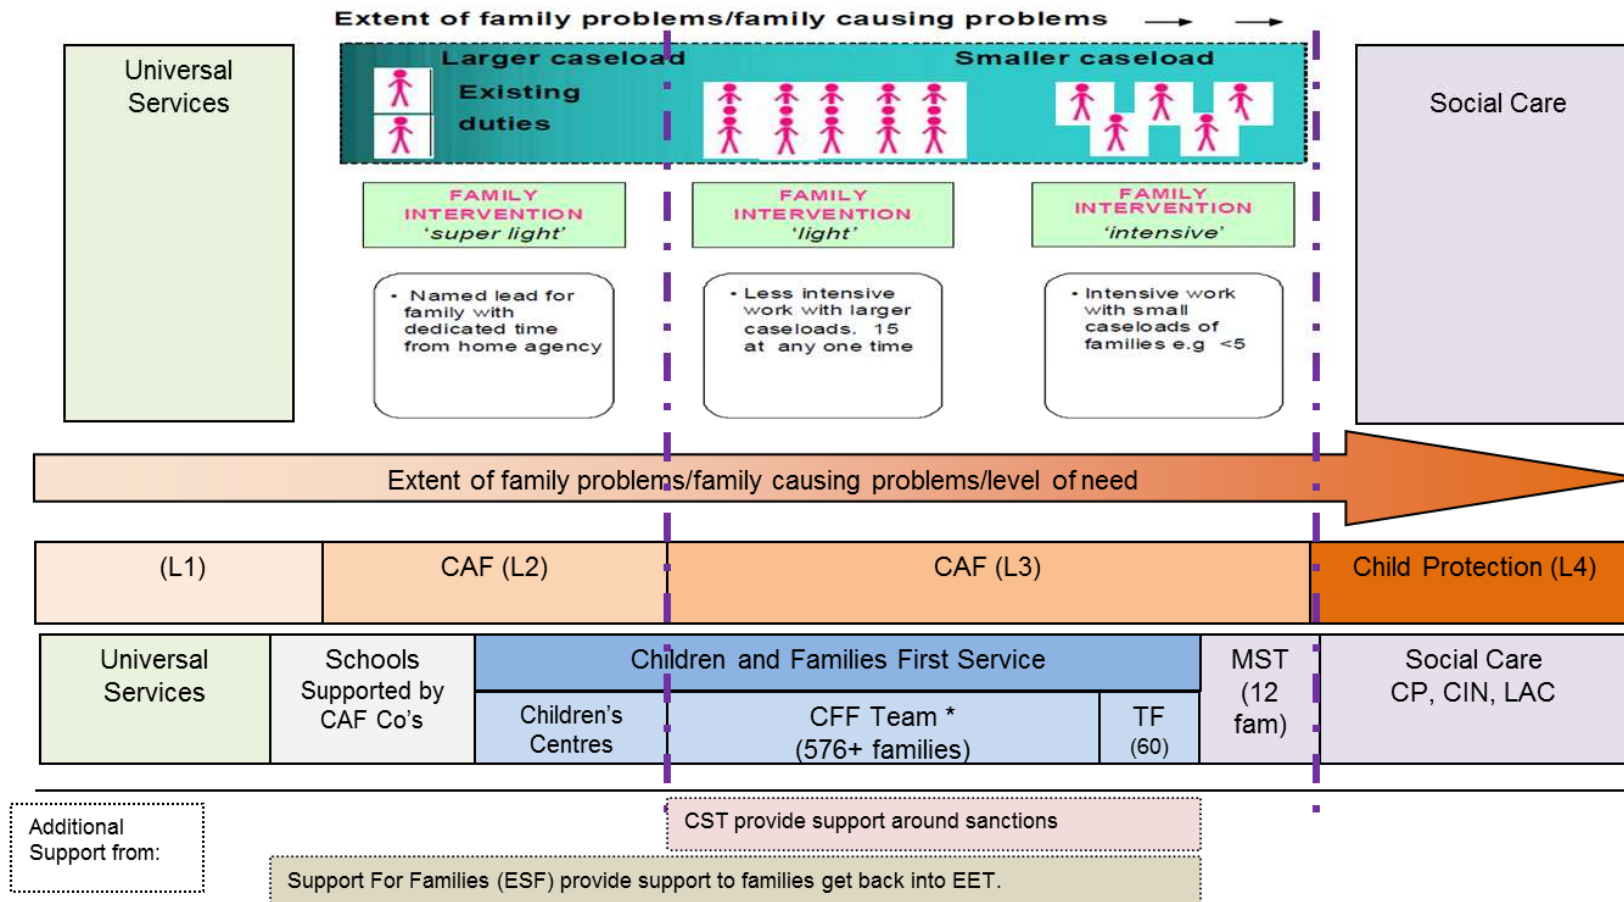 Extent of family problems/family causing problems
Universal
Services
Larger caseload
Existing
duties
Smaller caseload
Social Care
FAMILY
INTERVENTION
'super light'
FAMILY
INTERVENTION
'light'
FAMILY
INTERVENTION
'intensive'
• Named lead for
family with
dedicated time
from home agency
• Less intensive
work with larger
caseloads. 15
at any one time
• Intensive work
with small
caseloads of
families e.g <5
Extent of family problems/family causing problems/level of need
(L1)
CAF (L2)
CAF (L3)
Child Protection (L4)
Universal
Services
Schools
Supported by
CAF Co's
Children and Families First Service
Children's
Centres
CFF Team *
(576+ families)
TF
(60)
MST
(12
fam)
Social Care
CP, CIN, LAC
Additional
Support from:
CST provide support around sanctions
Support For Families (ESF) provide support to families get back into EET.